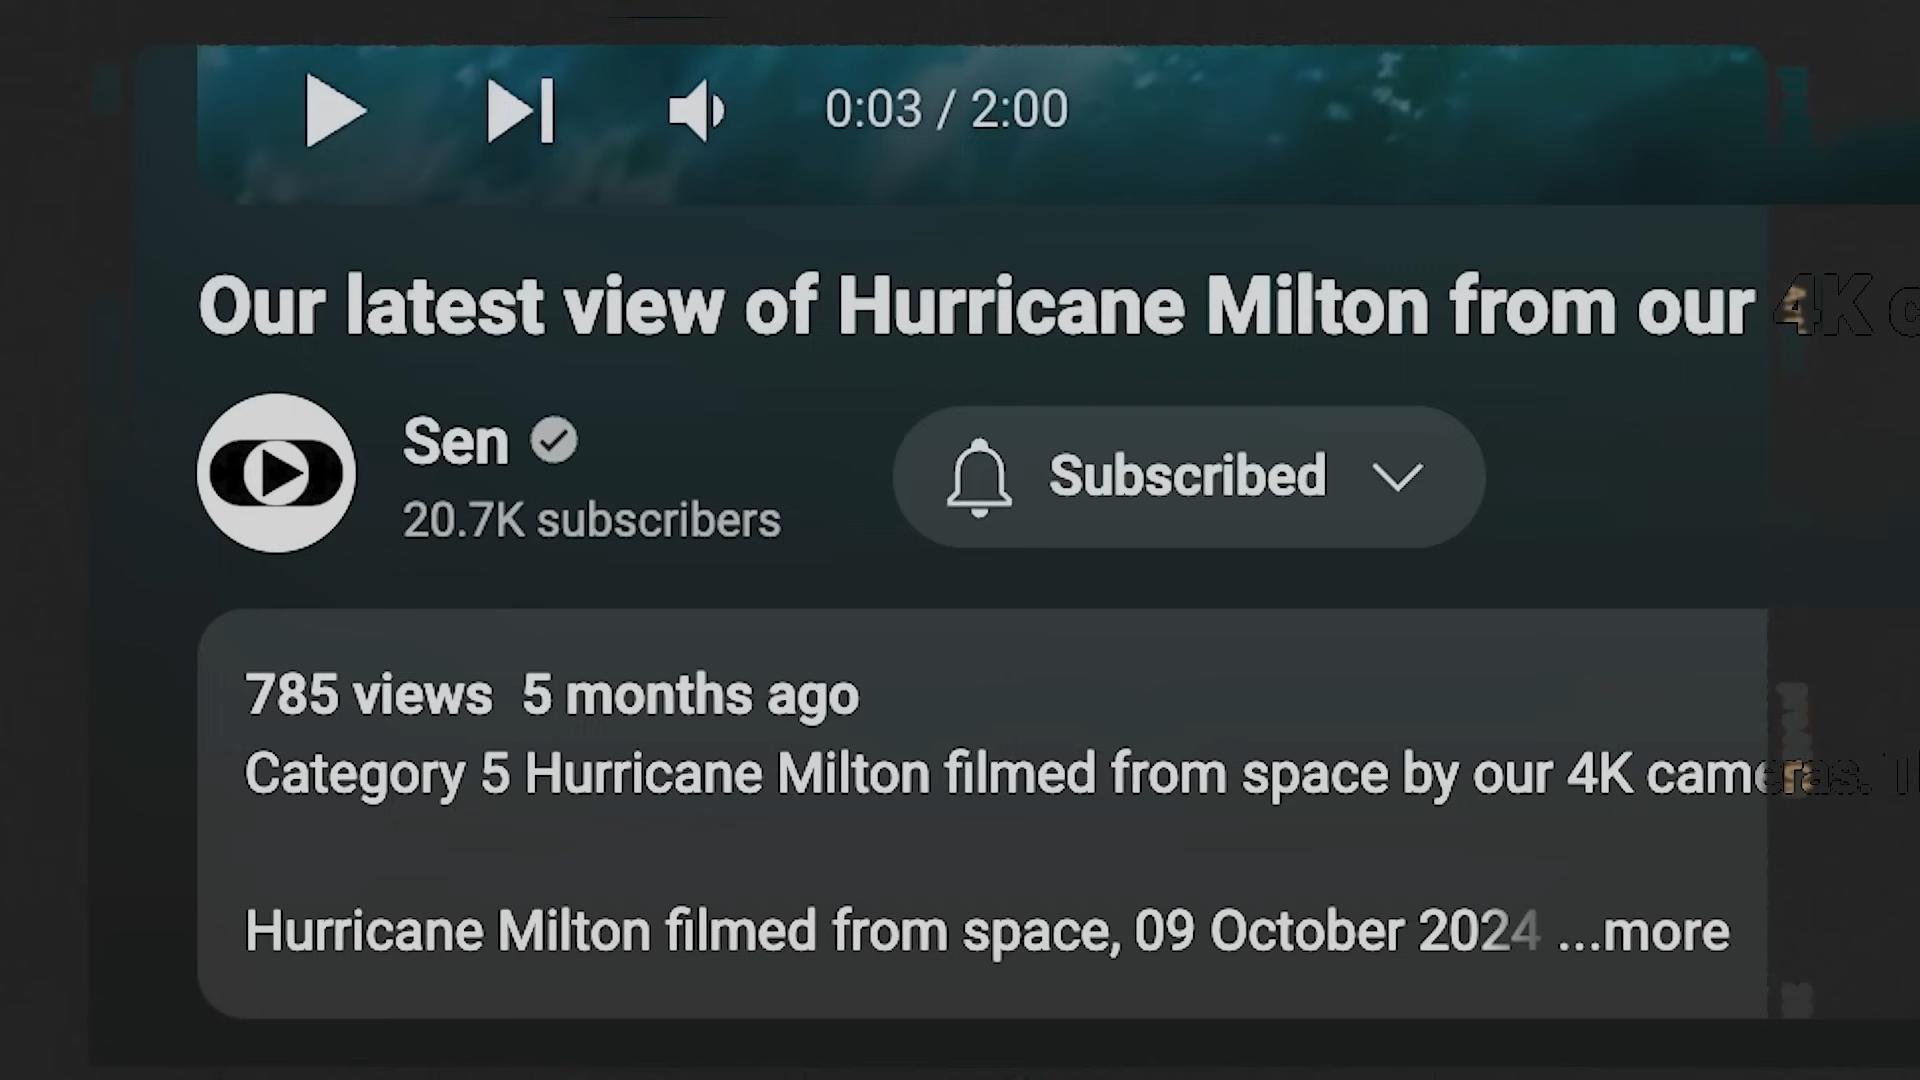 0:03 / 2:00
Our latest view of Hurricane Milton from our 4K
Sen
20.7K subscribers
Subscribed
785 views 5 months ago
Category 5 Hurricane Milton filmed from space by our 4K cameras.
Hurricane Milton filmed from space, 09 October 2024 ...more